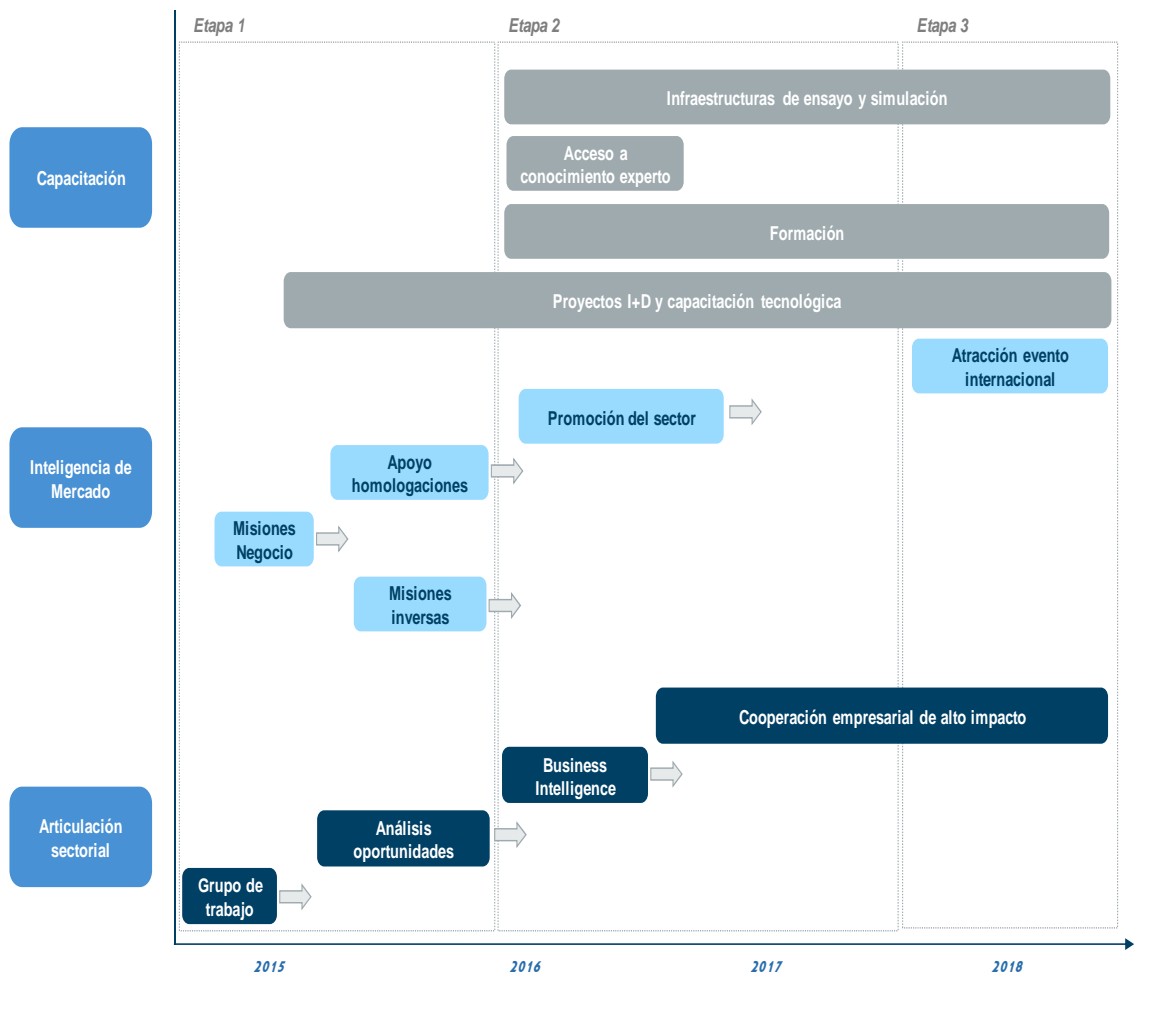 Etapa 1
Etapa 2
Etapa 3
Infraestructuras de ensayo y simulación
Acceso a
conocimiento experto
Capacitación
Formación
Proyectos I+D y capacitación tecnológica
Atracción evento
internacional
Promoción del sector
Inteligencia de
Mercado
Apoyo
homologaciones
Misiones
Negocio
Misiones
inversas
Cooperación empresarial de alto impacto
Business
Intelligence
Articulación
sectorial
Análisis
oportunidades
Grupo de
trabajo
2015
2016
2017
2018